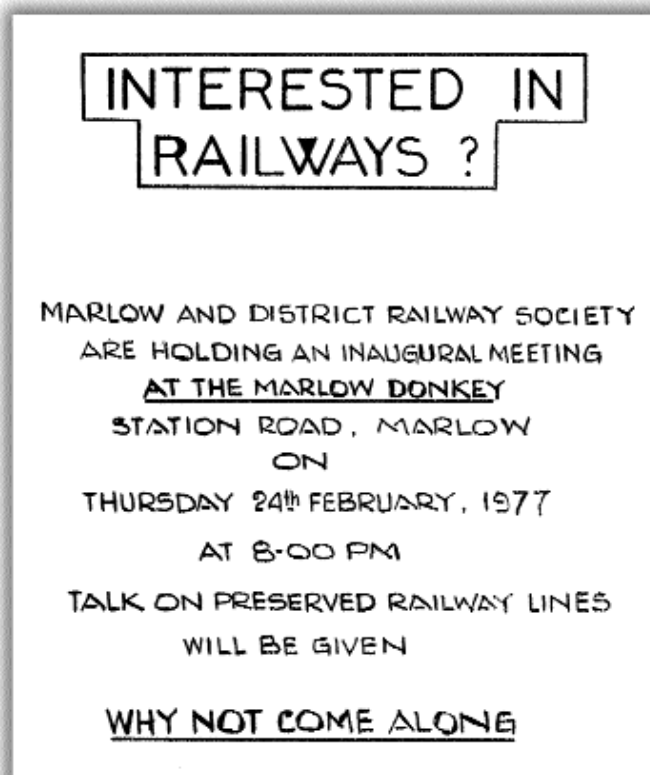 INTERESTED IN
RAILWAYS ?
MARLOW AND DISTRICT RAILWAY SOCIETY
ARE HOLDING AN INAUGURAL MEETING
AT THE MARLOW DONKEY
STATION ROAD, MARLOW
ON
THURSDAY 24th FEBRUARY, 1977
AT 8-00 PM
TALK ON PRESERVED RAILWAY LINES
WILL BE GIVEN
WHY NOT COME ALONG